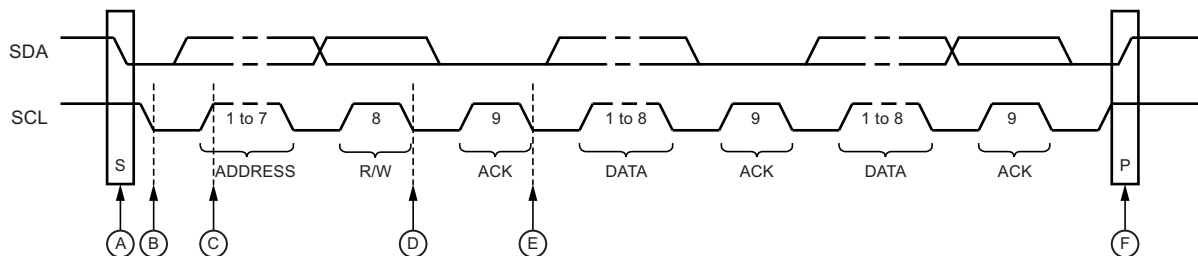 SDA
SCL
1 to 7 8 9 1 to 8 9 1 to 8 9
S ADDRESS R/W ACK DATA ACK DATA ACK P
A B C D E F